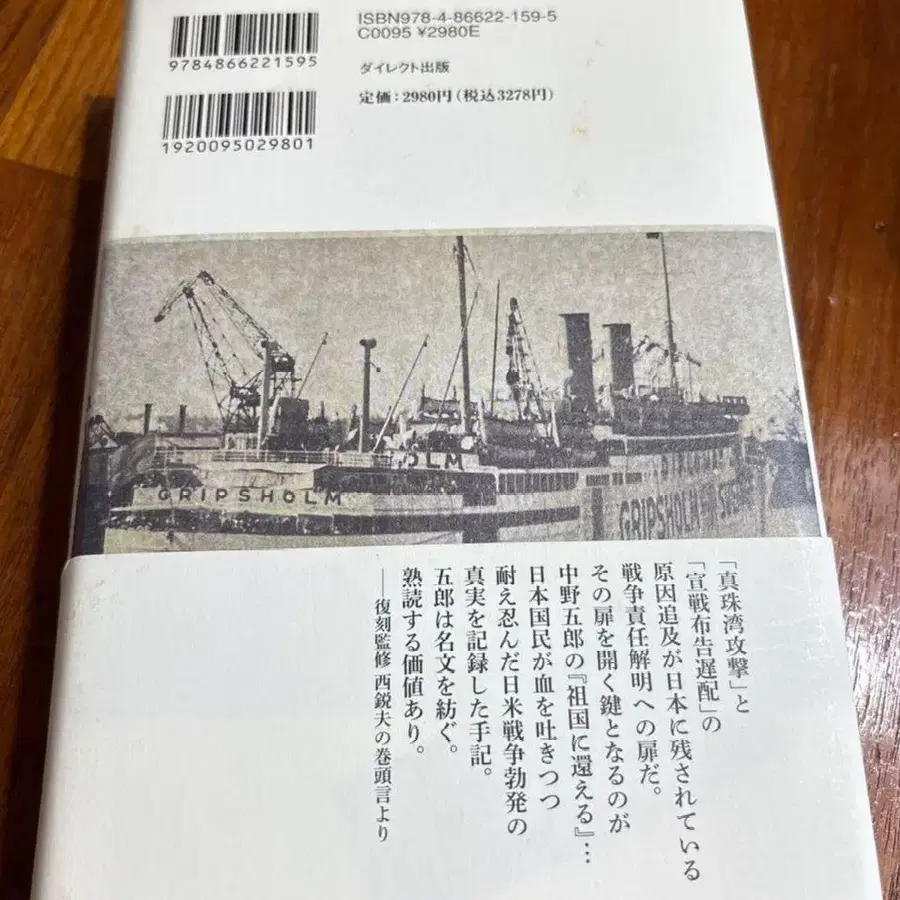 ISBN978-4-86622-159-5
C0095 ¥2980E
9784866221595
ダイレクト出版
定価：2980円（税込3278円）
1920095029801
OLM
GRIPSHOLM
GRIPSHOLM
「真珠湾攻撃」と
「宣戦布告遅配」の
原因追及が日本に残されている
戦争責任解明への扉だ。
その扉を開く鍵となるのが
中野五郎の『祖国に還える』…
日本国民が血を吐きつつ
耐え忍んだ日米戦争勃発の
真実を記録した手記。
五郎は名文を紡ぐ。
熟読する価値あり。
──復刻監修 西鋭夫の巻頭言より